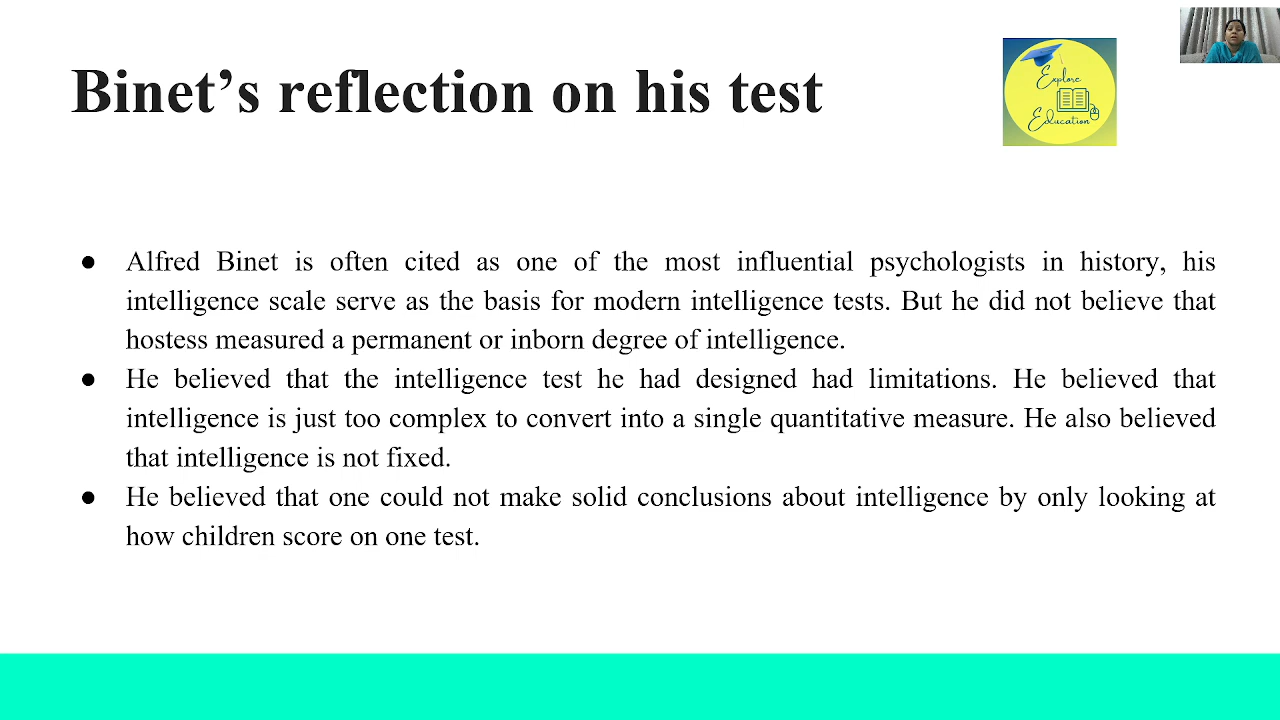 Binet’s reflection on his test
Explore
Education
● Alfred Binet is often cited as one of the most influential psychologists in history, his
intelligence scale serve as the basis for modern intelligence tests. But he did not believe that
hostess measured a permanent or inborn degree of intelligence.
● He believed that the intelligence test he had designed had limitations. He believed that
intelligence is just too complex to convert into a single quantitative measure. He also believed
that intelligence is not fixed.
● He believed that one could not make solid conclusions about intelligence by only looking at
how children score on one test.